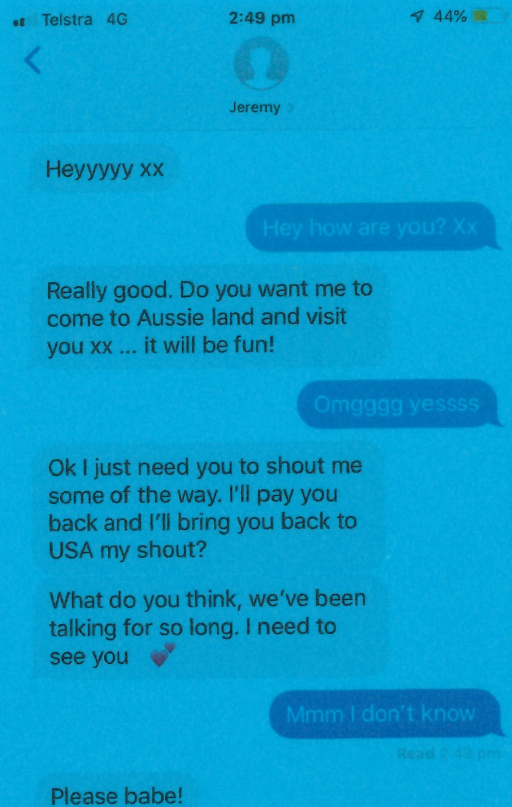 Telstra 4G 2:49 pm 44%
Jeremy
Heyyyyy xx
Hey how are you? Xx
Really good. Do you want me to
come to Aussie land and visit
you xx ... it will be fun!
Omgggg yessss
Ok I just need you to shout me
some of the way. I'll pay you
back and I'll bring you back to
USA my shout?
What do you think, we've been
talking for so long. I need to
see you 💕
Mmm I don't know
Read 2:49 pm
Please babe!